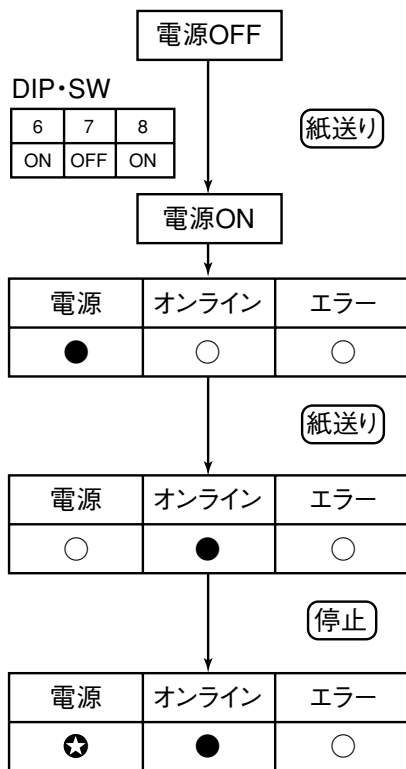 電源OFF
DIP・SW
6 7 8
ON OFF ON
紙送り
電源ON
電源 オンライン エラー
● ○ ○
紙送り
電源 オンライン エラー
○ ● ○
停止
電源 オンライン エラー
✪ ● ○